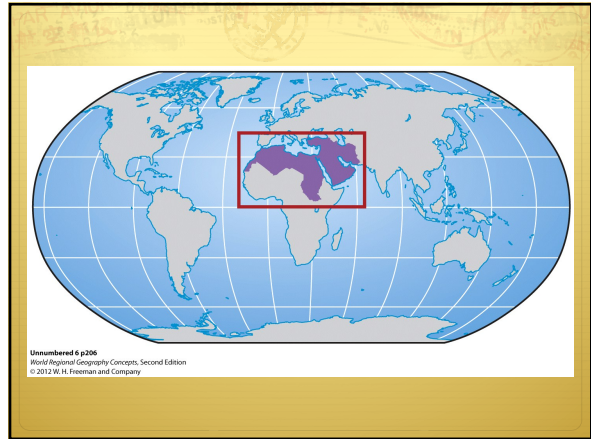 Unnumbered 6 p206
World Regional Geography Concepts, Second Edition
© 2012 W. H. Freeman and Company